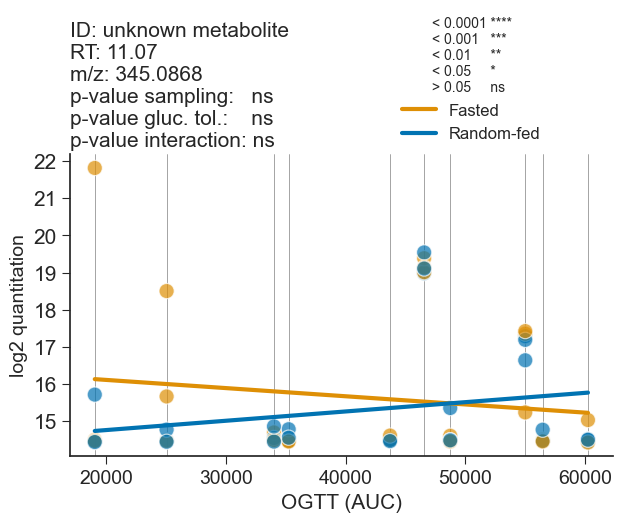 ID: unknown metabolite
RT: 11.07
m/z: 345.0868
p-value sampling: ns
p-value gluc. tol.: ns
p-value interaction: ns
< 0.0001 ****
< 0.001 ***
< 0.01 **
< 0.05 *
> 0.05 ns
Fasted
Random-fed
22
21
20
19
18
17
16
15
log2 quantitation
20000 30000 40000 50000 60000
OGTT (AUC)